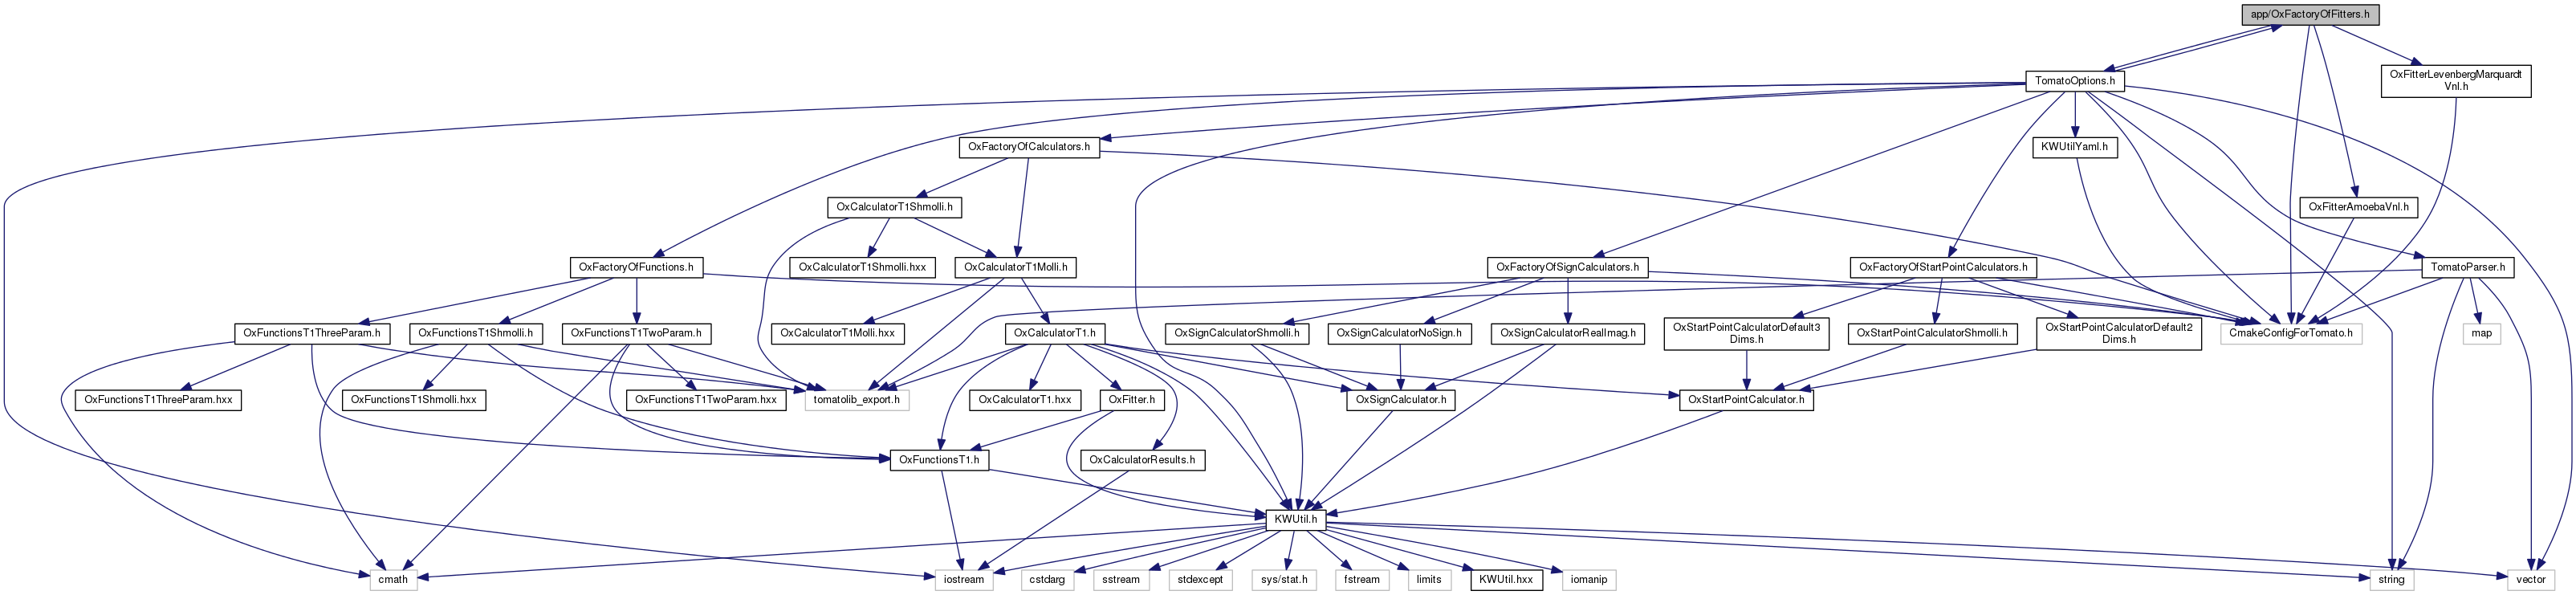 app/OxFactoryOfFitters.h
TomatoOptions.h
OxFitterLevenbergMarquardt
Vnl.h
OxFactoryOfCalculators.h
KWUtilYaml.h
OxCalculatorT1Shmolli.h
OxFitterAmoebaVnl.h
OxFactoryOfFunctions.h
OxCalculatorT1Shmolli.hxx
OxCalculatorT1Molli.h
OxFactoryOfSignCalculators.h
OxFactoryOfStartPointCalculators.h
TomatoParser.h
OxFunctionsT1ThreeParam.h
OxFunctionsT1Shmolli.h
OxFunctionsT1TwoParam.h
OxCalculatorT1Molli.hxx
OxCalculatorT1.h
OxSignCalculatorShmolli.h
OxSignCalculatorNoSign.h
OxSignCalculatorRealImag.h
OxStartPointCalculatorDefault3
Dims.h
OxStartPointCalculatorShmolli.h
OxStartPointCalculatorDefault2
Dims.h
CmakeConfigForTomato.h
map
OxFunctionsT1ThreeParam.hxx
OxFunctionsT1Shmolli.hxx
OxFunctionsT1TwoParam.hxx
tomatolib_export.h
OxCalculatorT1.hxx
OxFitter.h
OxSignCalculator.h
OxStartPointCalculator.h
OxFunctionsT1.h
OxCalculatorResults.h
KWUtil.h
cmath
iostream
cstdarg
sstream
stdexcept
sys/stat.h
fstream
limits
KWUtil.hxx
iomanip
string
vector